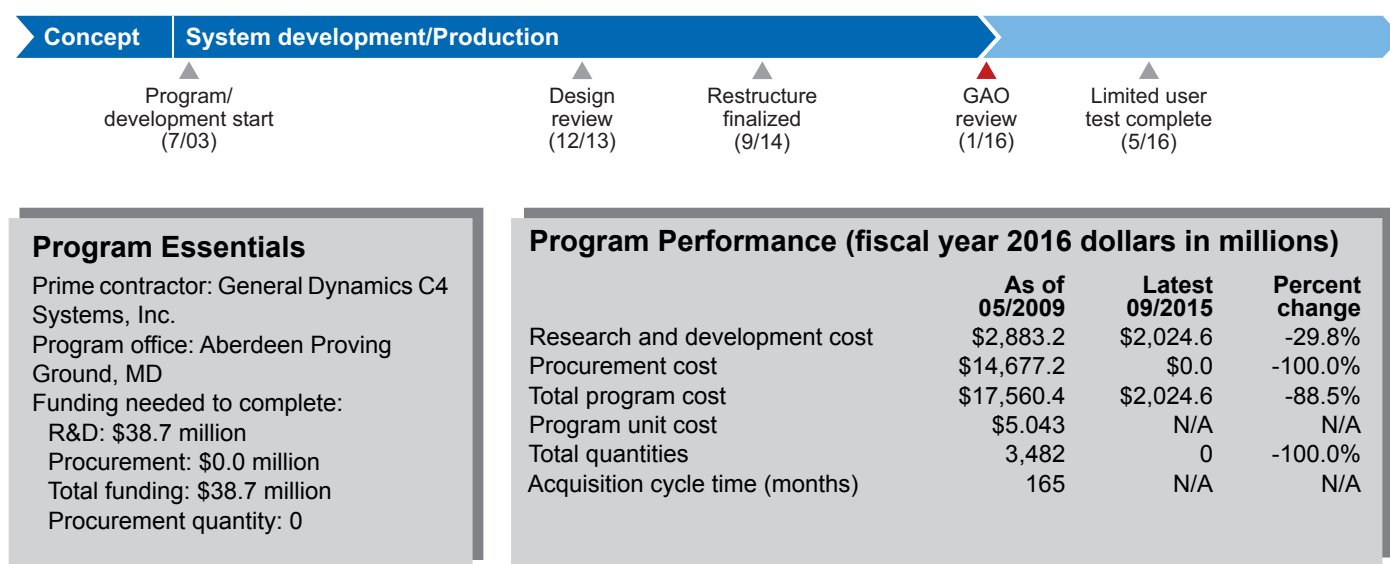 Concept System development/Production
Program/
development start
(7/03)
Design
review
(12/13)
Restructure
finalized
(9/14)
GAO
review
(1/16)
Limited user
test complete
(5/16)
Program Essentials
Prime contractor: General Dynamics C4
Systems, Inc.
Program office: Aberdeen Proving
Ground, MD
Funding needed to complete:
R&D: $38.7 million
Procurement: $0.0 million
Total funding: $38.7 million
Procurement quantity: 0
Program Performance (fiscal year 2016 dollars in millions)
As of Latest Percent
05/2009 09/2015 change
Research and development cost $2,883.2 $2,024.6 -29.8%
Procurement cost $14,677.2 $0.0 -100.0%
Total program cost $17,560.4 $2,024.6 -88.5%
Program unit cost $5.043 N/A N/A
Total quantities 3,482 0 -100.0%
Acquisition cycle time (months) 165 N/A N/A